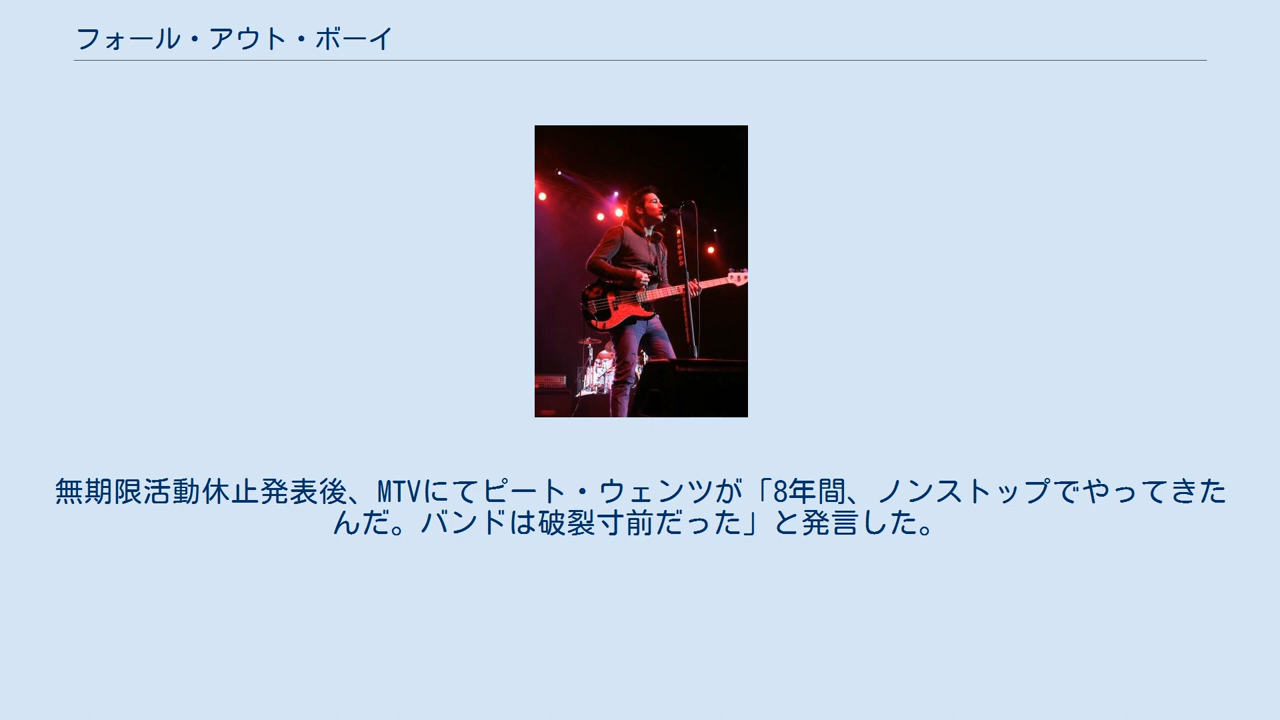 フォール・アウト・ボーイ
無期限活動休止発表後、MTVにてピート・ウェンツが「8年間、ノンストップでやってきた
んだ。バンドは破裂寸前だった」と発言した。